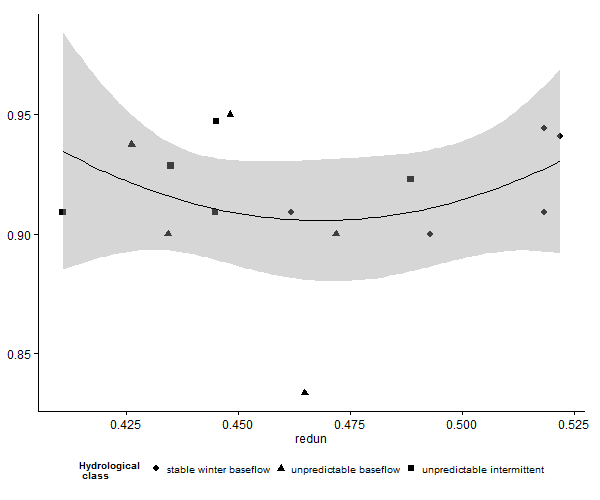 0.95
0.90
0.85
0.425 0.450 0.475 0.500 0.525
redun
Hydrological
class
stable winter baseflow unpredictable baseflow unpredictable intermittent